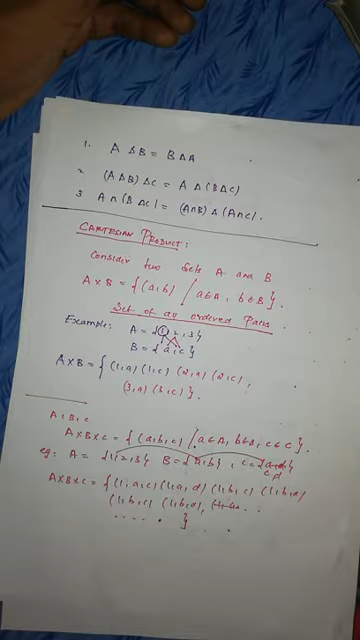 1. A Δ B = B Δ A
2. (A Δ B) Δ C = A Δ (B Δ C)
3 A ∩ (B Δ C) = (A∩B) Δ (A∩C).
CARTESIAN PRODUCT:
Consider two Sets A and B
A×B = {(a,b) / a∈A, b∈B}.
Set of all ordered Pairs
Example: A = {1, 2, 3}
B = {a, c}
A×B = {(1,a) (1,c) (2,a) (2,c),
(3,a) (3,c)}.
A, B, c
A×B×C = {(a,b,c) / a∈A, b∈B, c∈C}.
eg: A = {1, 2, 3} B = {a, b}, C = {c, d}
A×B×C = {(1, a, c) (1, a, d) (1, b, c) (1, b, d)
(1, b, c) (1, b, d),
. . . . . }